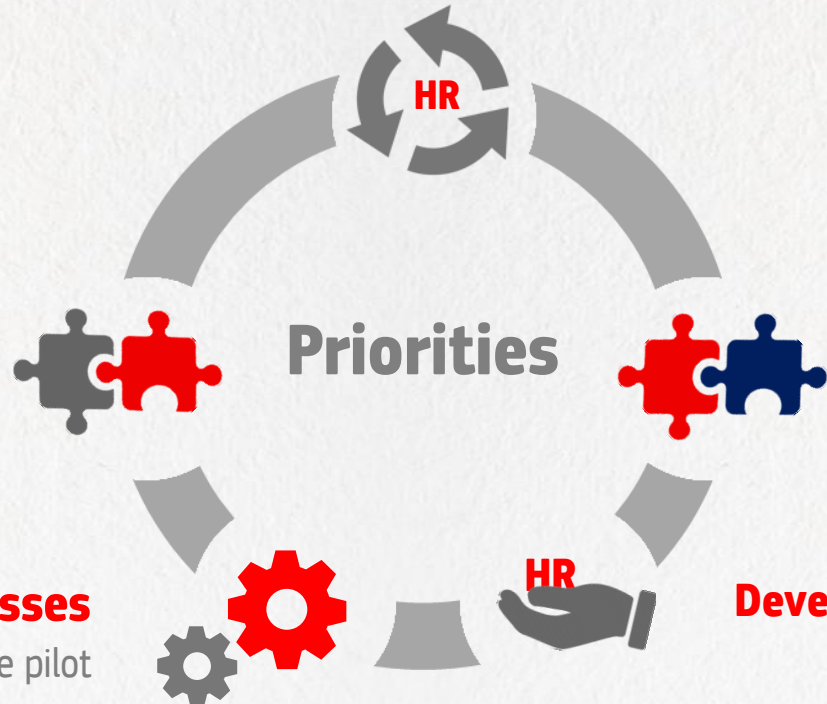 HR
Priorities
HR
sses
Deve
e pilot